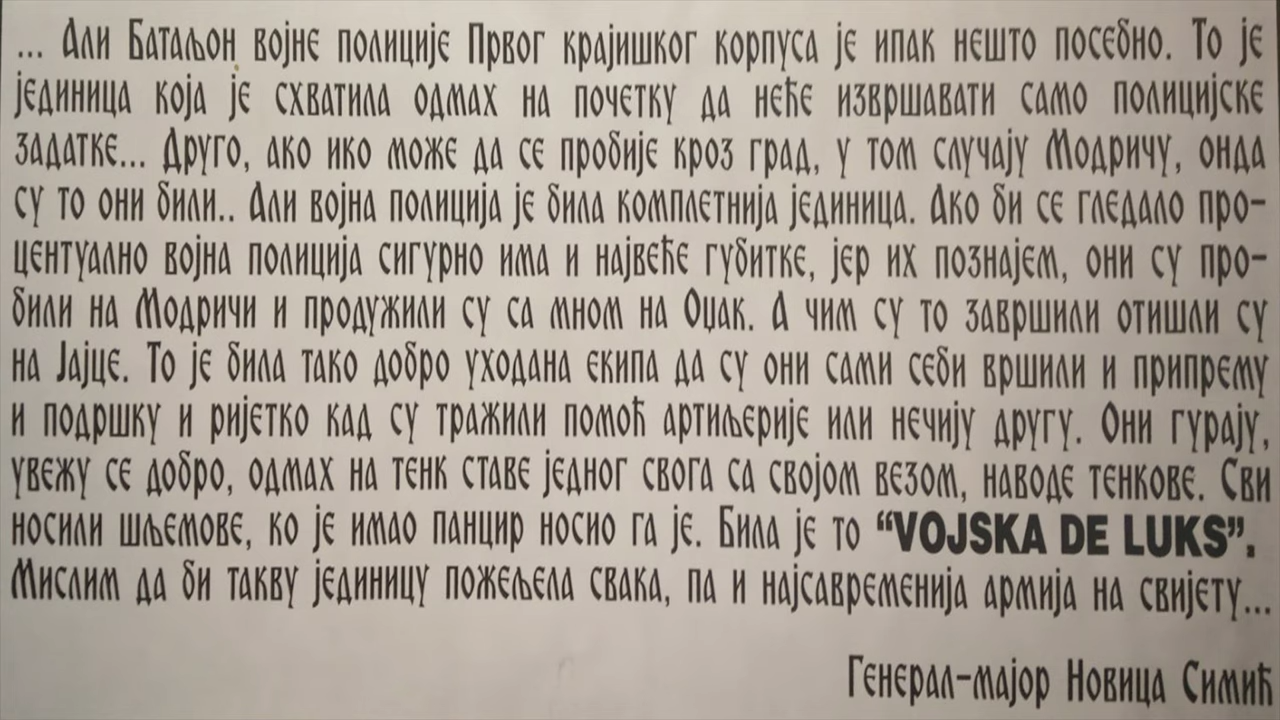 ... Али Батаљон војне полиције Првог крајишког корпуса је ипак нешто посебно. То је
јединица која је схватила одмах на почетку да неће извршавати само полицијске
задатке... Друго, ако ико може да се пробије кроз град, у том случају Модричу, онда
су то они били.. Али војна полиција је била комплетнија јединица. Ако би се гледало про-
центуално војна полиција сигурно има и највеће губитке, јер их познајем, они су про-
били на Модричи и продужили су са мном на Оџак. А чим су то завршили отишли су
на Јајце. То је била тако добро уходана екипа да су они сами себи вршили и припрему
и подршку и ријетко кад су тражили помоћ артиљерије или нечију другу. Они гурају,
увежу се добро, одмах на тенк ставе једног свога са својом везом, наводе тенкове. Сви
носили шљемове, ко је имао панцир носио га је. Била је то “VOJSKA DE LUKS”.
Мислим да би такву јединицу пожељела свака, па и најсавременија армија на свијету...
Генерал-мајор Новица Симић